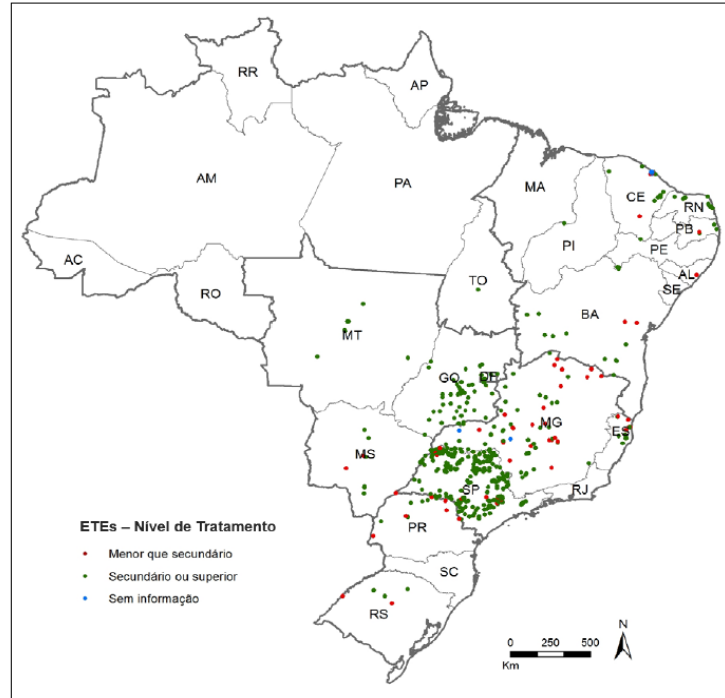 RR
AP
AM
PA
MA
CE
RN
PB
PI
PE
AC
AL
TO
SE
RO
BA
MT
GO
DF
MG
ES
MS
SP
RJ
ETEs – Nível de Tratamento
PR
Menor que secundário
Secundário ou superior
SC
Sem informação
RS
N
0 250 500
Km